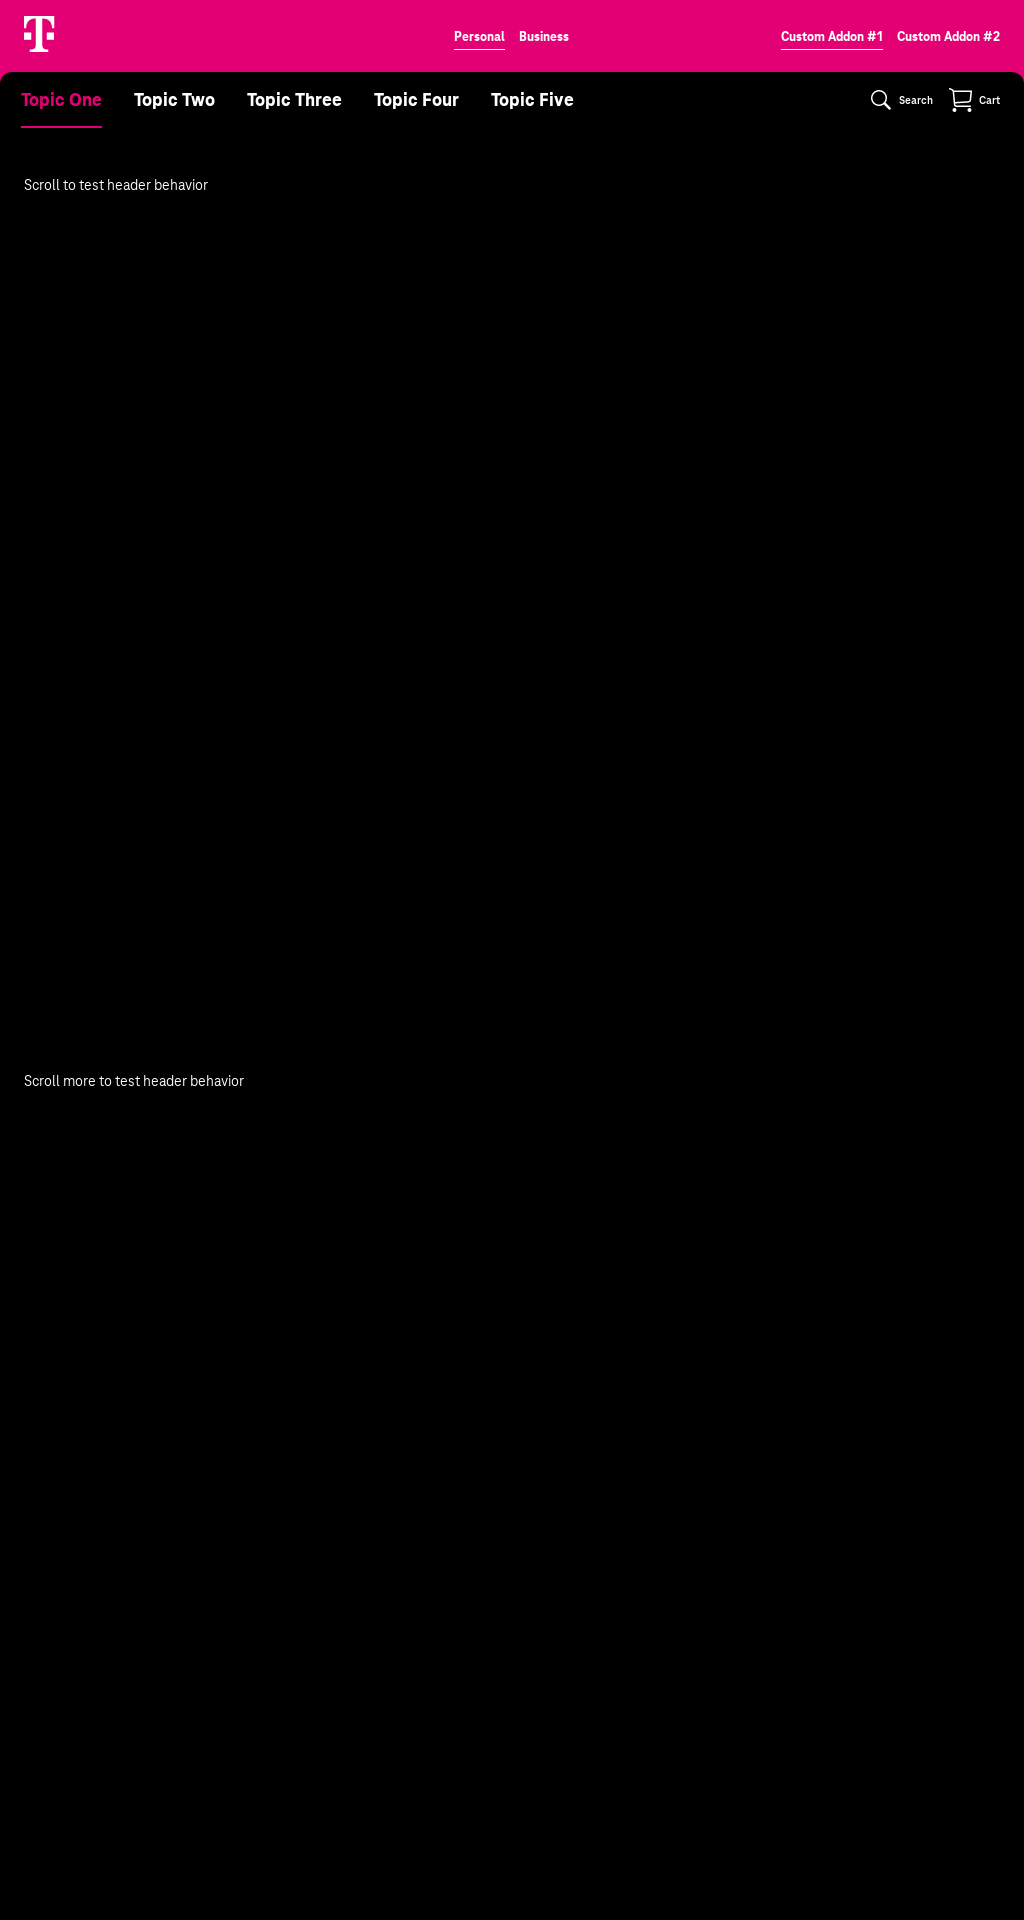 T
Personal Business Custom Addon #1 Custom Addon #2
Topic One Topic Two Topic Three Topic Four Topic Five Search Cart
Scroll to test header behavior
Scroll more to test header behavior